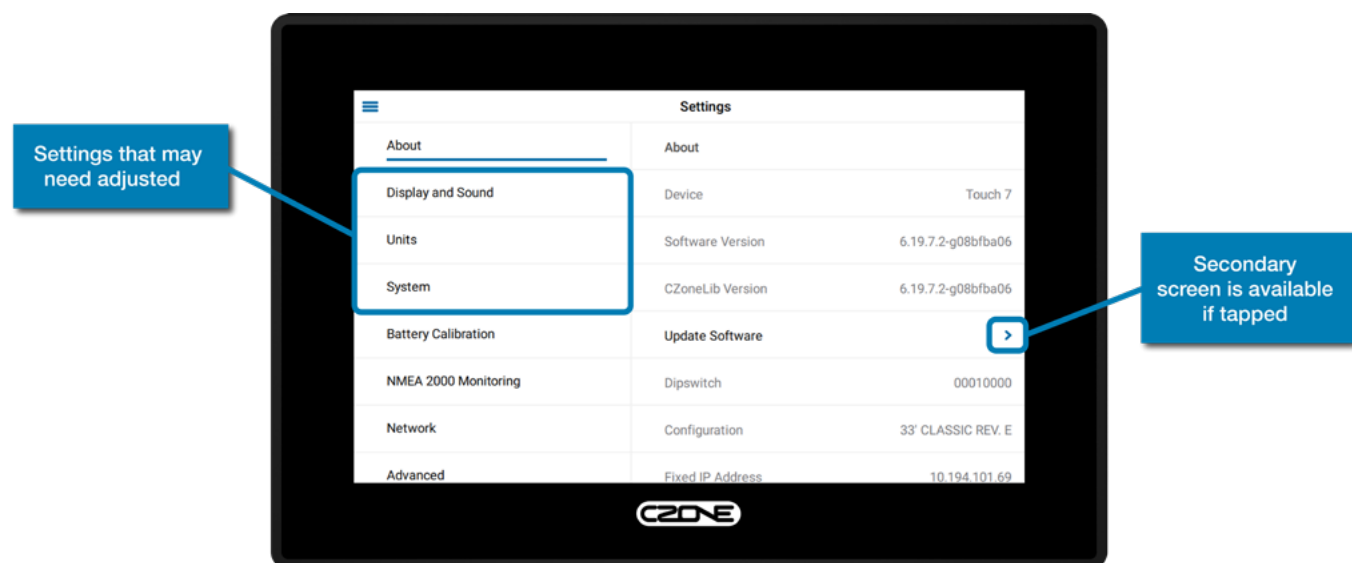 Settings
Settings that may
need adjusted
About
Display and Sound
Units
System
Battery Calibration
NMEA 2000 Monitoring
Network
Advanced
About
Device Touch 7
Software Version 6.19.7.2-g08bfba06
CZoneLib Version 6.19.7.2-g08bfba06
Update Software
Dipswitch 00010000
Configuration 33' CLASSIC REV. E
Fixed IP Address 10.194.101.69
Secondary
screen is available
if tapped
CZONE